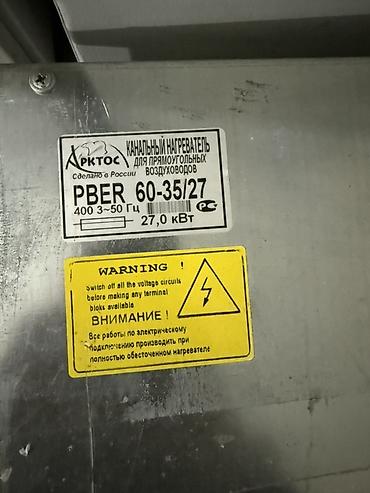 АРКТОС
Сделано в России
КАНАЛЬНЫЙ НАГРЕВАТЕЛЬ
ДЛЯ ПРЯМОУГОЛЬНЫХ
ВОЗДУХОВОДОВ
PBER 60-35/27
400 3~50 Гц
27,0 кВт
WARNING !
Switch off all the voltage circuits
before making any terminal
bloks available
ВНИМАНИЕ !
Все работы по электрическому
подключению производить при
полностью обесточенном нагревателе